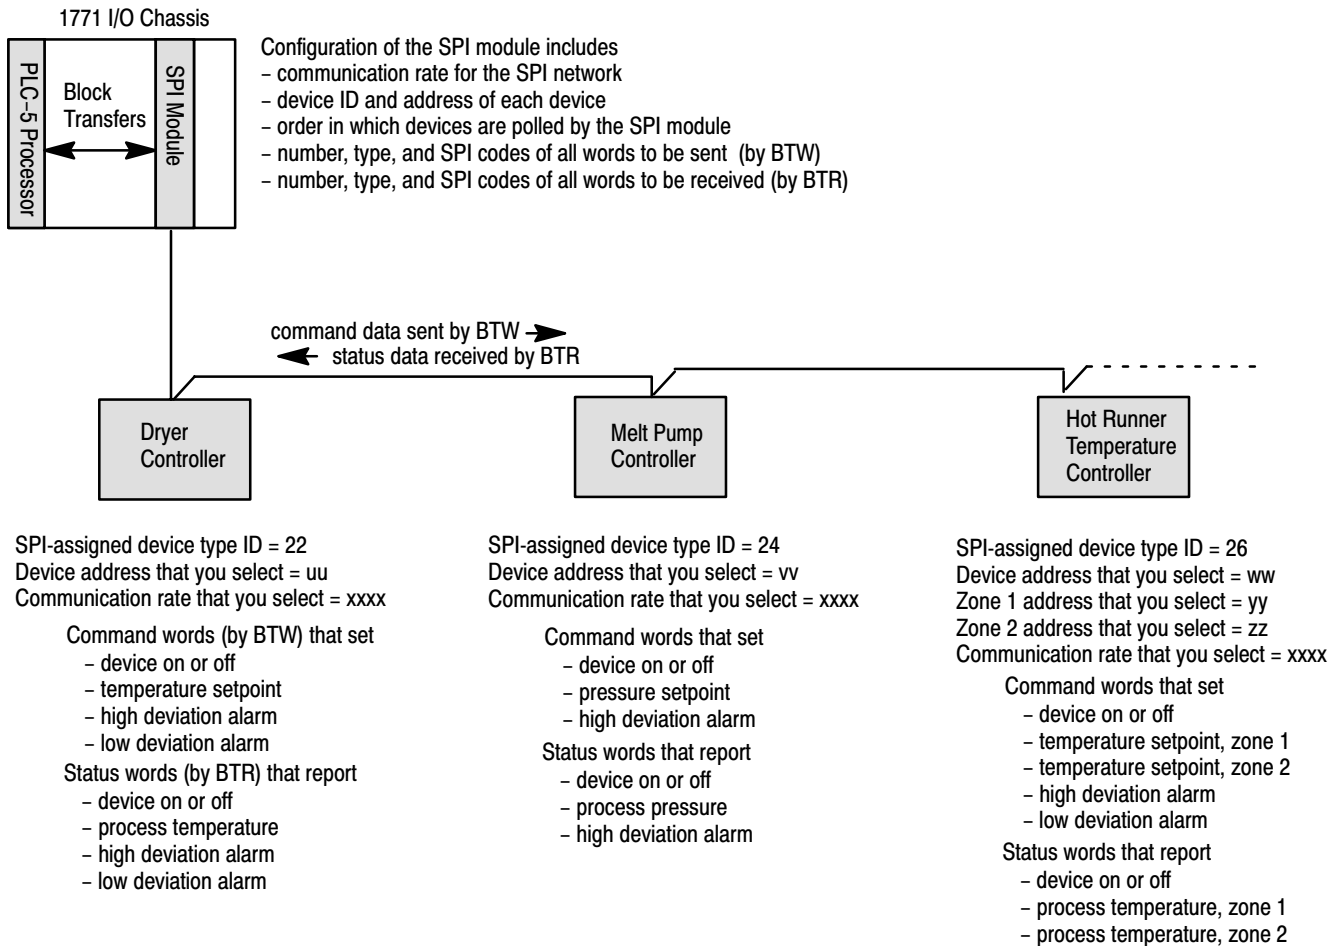 1771 I/O Chassis
PLC–5 Processor
Block
Transfers
SPI Module
Configuration of the SPI module includes
– communication rate for the SPI network
– device ID and address of each device
– order in which devices are polled by the SPI module
– number, type, and SPI codes of all words to be sent (by BTW)
– number, type, and SPI codes of all words to be received (by BTR)
command data sent by BTW
status data received by BTR
Dryer
Controller
Melt Pump
Controller
Hot Runner
Temperature
Controller
SPI-assigned device type ID = 22
Device address that you select = uu
Communication rate that you select = xxxx
Command words (by BTW) that set
– device on or off
– temperature setpoint
– high deviation alarm
– low deviation alarm
Status words (by BTR) that report
– device on or off
– process temperature
– high deviation alarm
– low deviation alarm
SPI-assigned device type ID = 24
Device address that you select = vv
Communication rate that you select = xxxx
Command words that set
– device on or off
– pressure setpoint
– high deviation alarm
Status words that report
– device on or off
– process pressure
– high deviation alarm
SPI-assigned device type ID = 26
Device address that you select = ww
Zone 1 address that you select = yy
Zone 2 address that you select = zz
Communication rate that you select = xxxx
Command words that set
– device on or off
– temperature setpoint, zone 1
– temperature setpoint, zone 2
– high deviation alarm
– low deviation alarm
Status words that report
– device on or off
– process temperature, zone 1
– process temperature, zone 2